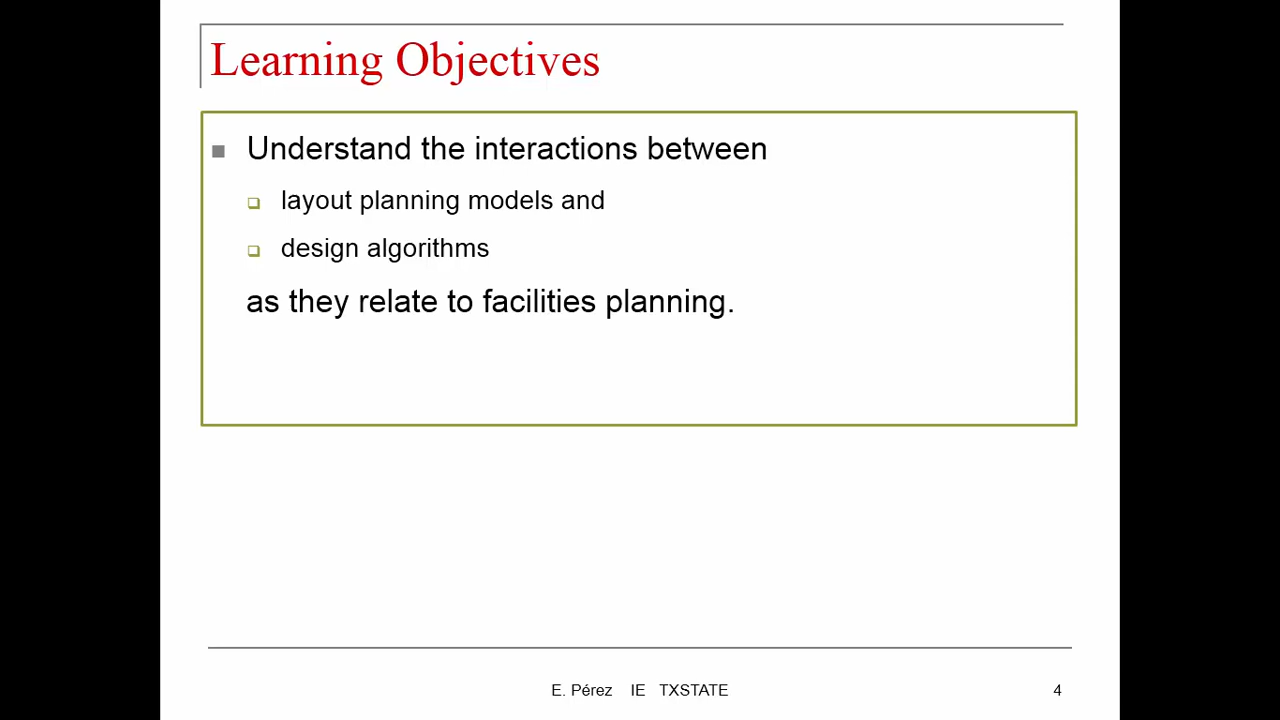 Learning Objectives
Understand the interactions between
layout planning models and
design algorithms
as they relate to facilities planning.
E. Pérez IE TXSTATE 4